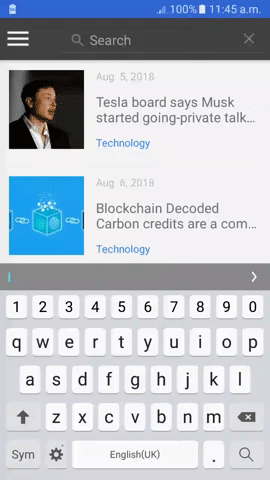 100% 11:45 a.m.
Search
Aug 5, 2018
Tesla board says Musk
started going-private talk...
Technology
Aug 6, 2018
Blockchain Decoded
Carbon credits are a com...
Technology
1 2 3 4 5 6 7 8 9 0
q w e r t y u i o p
a s d f g h j k l
z x c v b n m
Sym English(UK) .